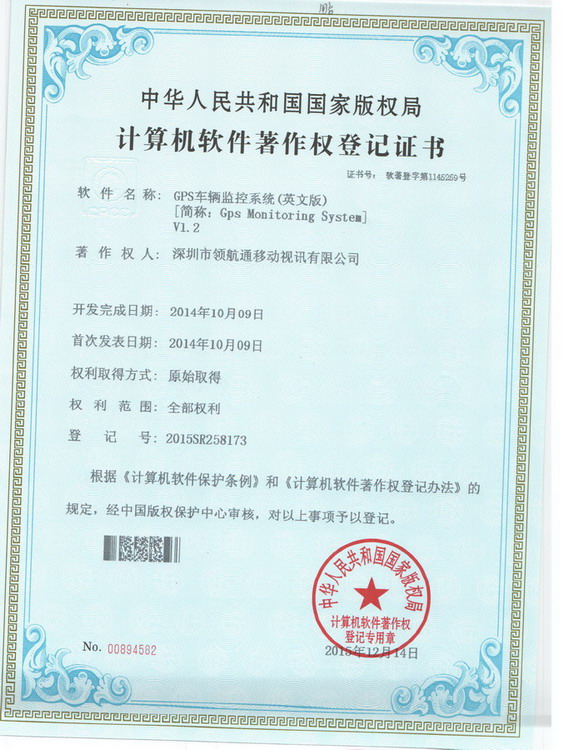 中华人民共和国国家版权局
计算机软件著作权登记证书
证书号: 软著登字第1145259号
软件名称: GPS车辆监控系统(英文版)
[简称: Gps Monitoring System]
V1.2
著作权人: 深圳市领航通移动视讯有限公司
开发完成日期: 2014年10月09日
首次发表日期: 2014年10月09日
权利取得方式: 原始取得
权利范围: 全部权利
登记号: 2015SR258173
根据《计算机软件保护条例》和《计算机软件著作权登记办法》的
规定,经中国版权保护中心审核,对以上事项予以登记。
中华人民共和国国家版权局
计算机软件著作权
登记专用章
No. 00894582
2015年12月14日